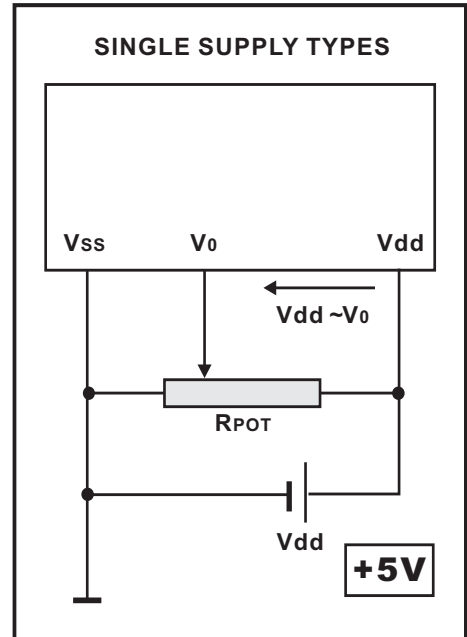 SINGLE SUPPLY TYPES
Vss V0 Vdd
Vdd ~V0
RPOT
Vdd
+5V